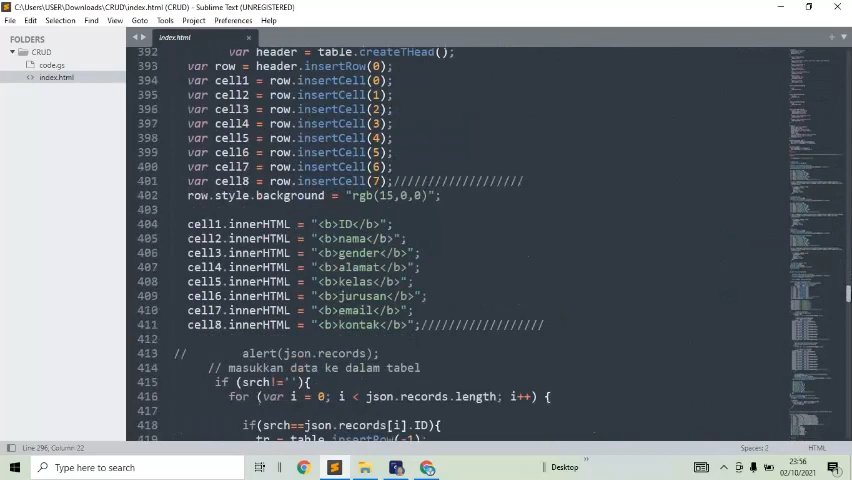 C:\Users\USER\Downloads\CRUD\index.html (CRUD) - Sublime Text (UNREGISTERED)
File Edit Selection Find View Goto Tools Project Preferences Help
FOLDERS
CRUD
code.gs
index.html
index.html
392 var header = table.createTHead();
393 var row = header.insertRow(0);
394 var cell1 = row.insertCell(0);
395 var cell2 = row.insertCell(1);
396 var cell3 = row.insertCell(2);
397 var cell4 = row.insertCell(3);
398 var cell5 = row.insertCell(4);
399 var cell6 = row.insertCell(5);
400 var cell7 = row.insertCell(6);
401 var cell8 = row.insertCell(7);///////////////////
402 row.style.background = "rgb(15,0,0)";
403
404 cell1.innerHTML = "<b>ID</b>";
405 cell2.innerHTML = "<b>nama</b>";
406 cell3.innerHTML = "<b>gender</b>";
407 cell4.innerHTML = "<b>alamat</b>";
408 cell5.innerHTML = "<b>kelas</b>";
409 cell6.innerHTML = "<b>jurusan</b>";
410 cell7.innerHTML = "<b>email</b>";
411 cell8.innerHTML = "<b>kontak</b>";//////////////////
412
413 // alert(json.records);
414 // masukkan data ke dalam tabel
415 if (srch!=''){
416 for (var i = 0; i < json.records.length; i++) {
417
418 if(srch==json.records[i].ID){
419 tr = table.insertRow(-1);
Line 296, Column 22
Spaces: 2
HTML
Type here to search
Desktop
23:56
02/10/2021